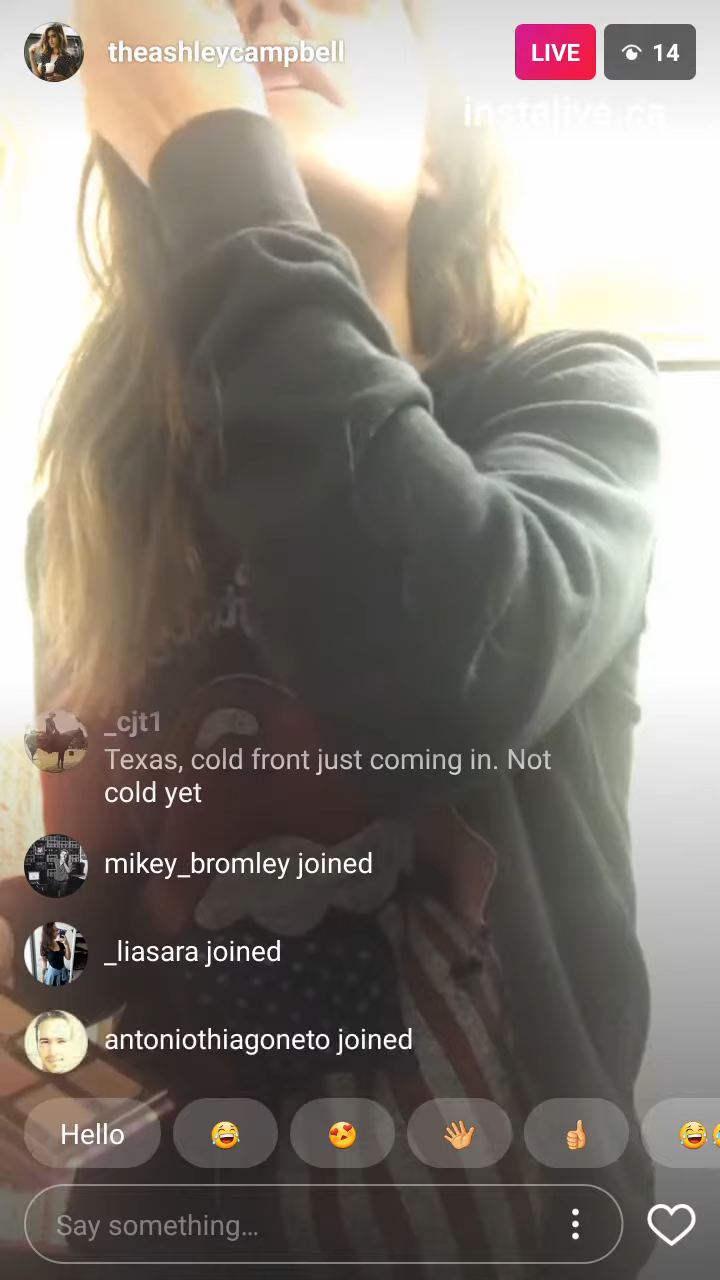 theashleycampbell
LIVE
14
instalive.ca
_cjt1
Texas, cold front just coming in. Not
cold yet
mikey_bromley joined
_liasara joined
antoniothiagoneto joined
Hello
Say something...